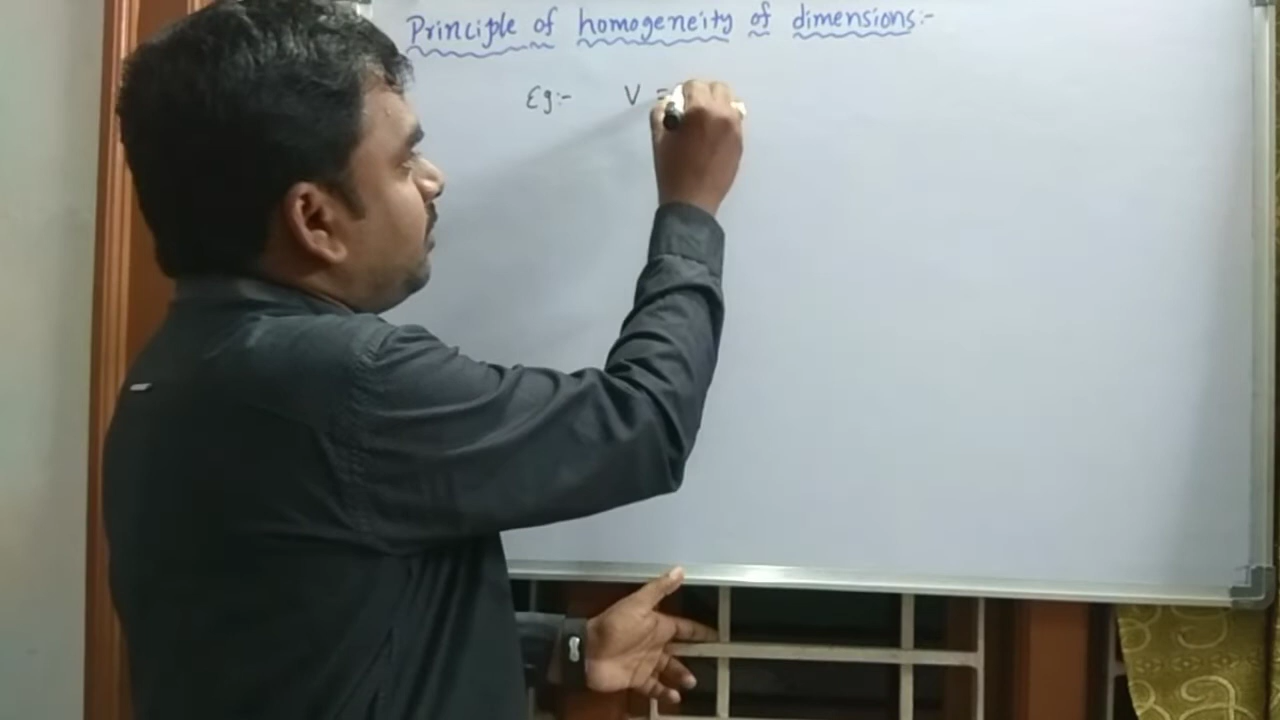 Principle of homogeneity of dimensions:-
Eg:- V =